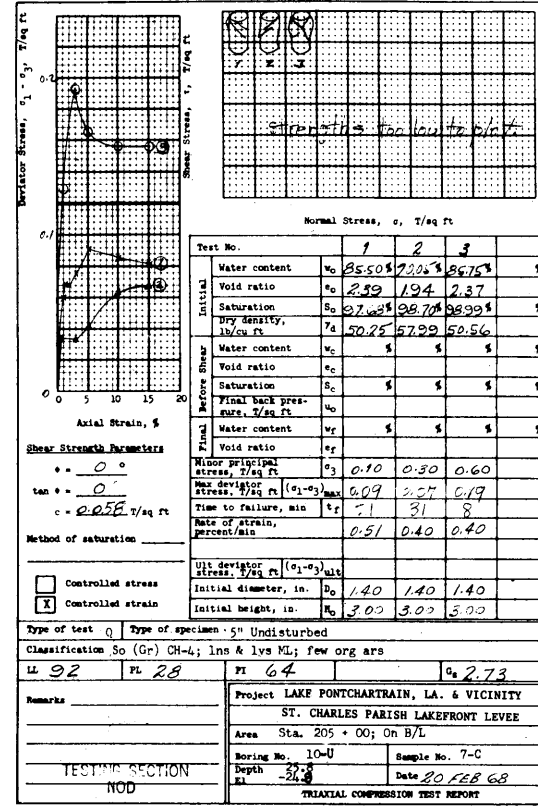 Deviator Stress, σ1 - σ3, T/sq ft
0.2
0.1
0
0 5 10 15 20
Axial Strain, %
Shear Stress, τ, T/sq ft
1 2 3
strengths too low to plot.
Normal Stress, σ, T/sq ft
Shear Strength Parameters
φ = 0 °
tan φ = 0
c = 0.058 T/sq ft
Method of saturation
Controlled stress
X Controlled strain
Test No. 1 2 3
Initial
Water content w₀ 85.50% % 85.75% %
Void ratio e₀ 2.39 1.94 2.37
Saturation S₀ 97.63% 98.70% 98.99% %
Dry density, lb/cu ft γd 50.25 57.99 50.56
Before Shear
Water content wc % % % %
Void ratio ec
Saturation Sc % % % %
Final back pressure, T/sq ft u₀
Final
Water content wf % % % %
Void ratio ef
Minor principal stress, T/sq ft σ3 0.10 0.30 0.60
Max deviator stress, T/sq ft (σ1-σ3)max 0.09 0.07 0.19
Time to failure, min tf 31 8
Rate of strain, percent/min 0.51 0.40 0.40
Ult deviator stress, T/sq ft (σ1-σ3)ult
Initial diameter, in. D₀ 1.40 1.40 1.40
Initial height, in. H₀ 3.00 3.00 3.00
Type of test Q Type of specimen 5" Undisturbed
Classification So (Gr) CH-4; lns & lys ML; few org ars
LL 92 PL 28 PI 64 Gs 2.73
Remarks
Project LAKE PONTCHARTRAIN, LA. & VICINITY
ST. CHARLES PARISH LAKEFRONT LEVEE
Area Sta. 205 + 00; On B/L
Boring No. 10-U Sample No. 7-C
Depth 25.8
El Date 20 FEB 68
TESTING SECTION
NOD
TRIAXIAL COMPRESSION TEST REPORT